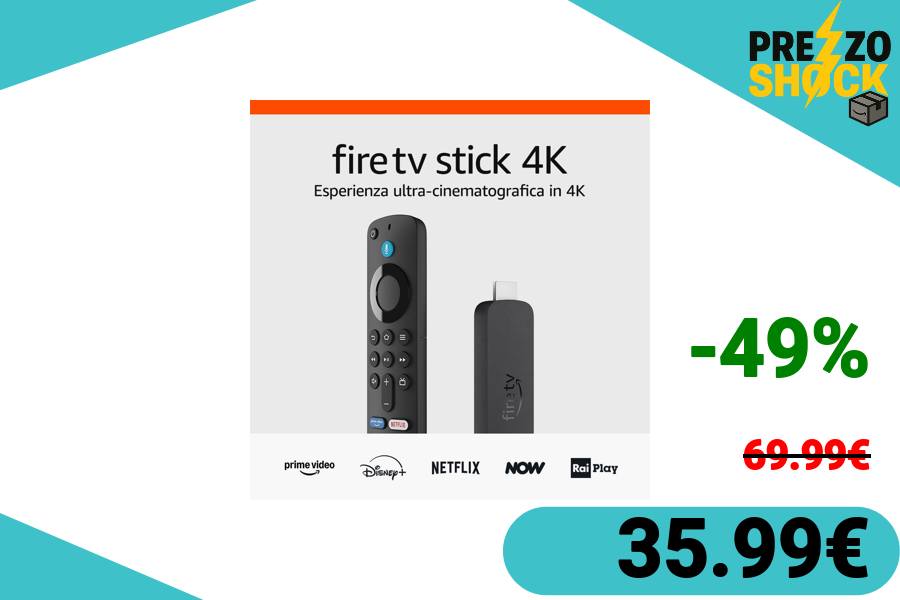 PREZZO
SHOCK
fire tv stick 4K
Esperienza ultra-cinematografica in 4K
NETFLIX
fire tv
prime video
Disney+
NETFLIX
NOW
Rai Play
-49%
69.99€
35.99€